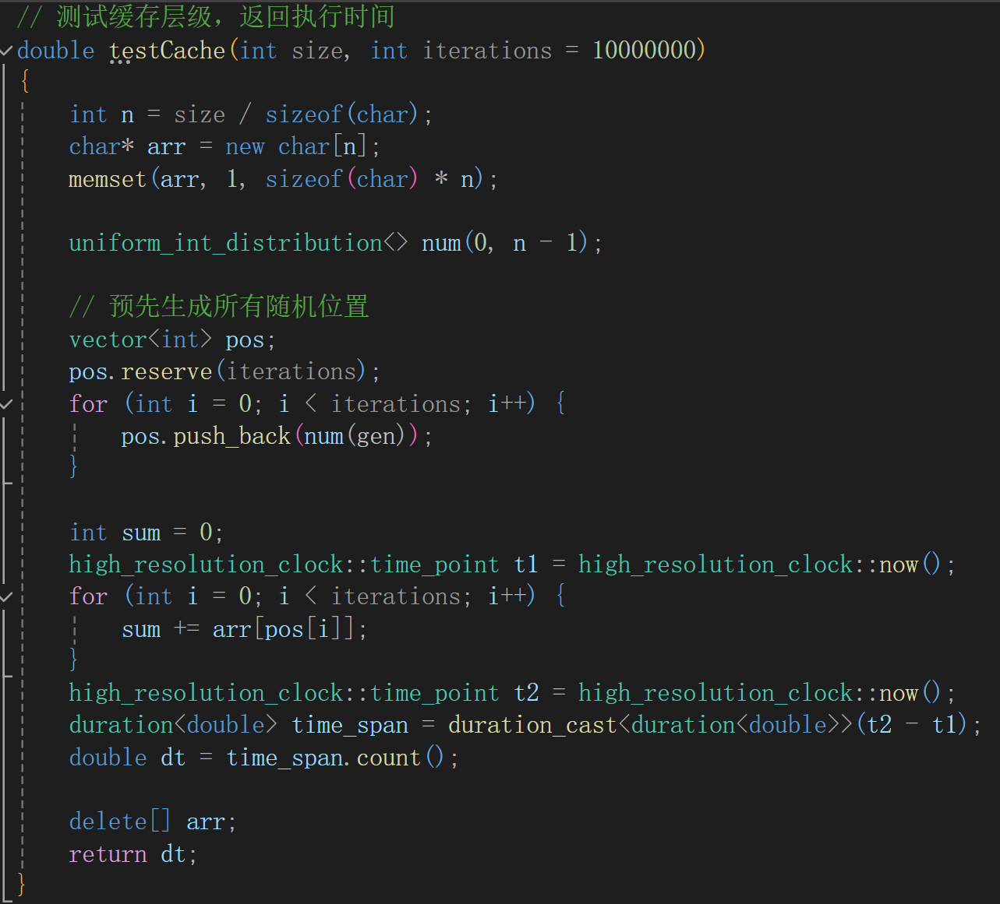 // 测试缓存层级，返回执行时间
double testCache(int size, int iterations = 10000000)
{
    int n = size / sizeof(char);
    char* arr = new char[n];
    memset(arr, 1, sizeof(char) * n);

    uniform_int_distribution<> num(0, n - 1);

    // 预先生成所有随机位置
    vector<int> pos;
    pos.reserve(iterations);
    for (int i = 0; i < iterations; i++) {
        pos.push_back(num(gen));
    }

    int sum = 0;
    high_resolution_clock::time_point t1 = high_resolution_clock::now();
    for (int i = 0; i < iterations; i++) {
        sum += arr[pos[i]];
    }
    high_resolution_clock::time_point t2 = high_resolution_clock::now();
    duration<double> time_span = duration_cast<duration<double>>(t2 - t1);
    double dt = time_span.count();

    delete[] arr;
    return dt;
}